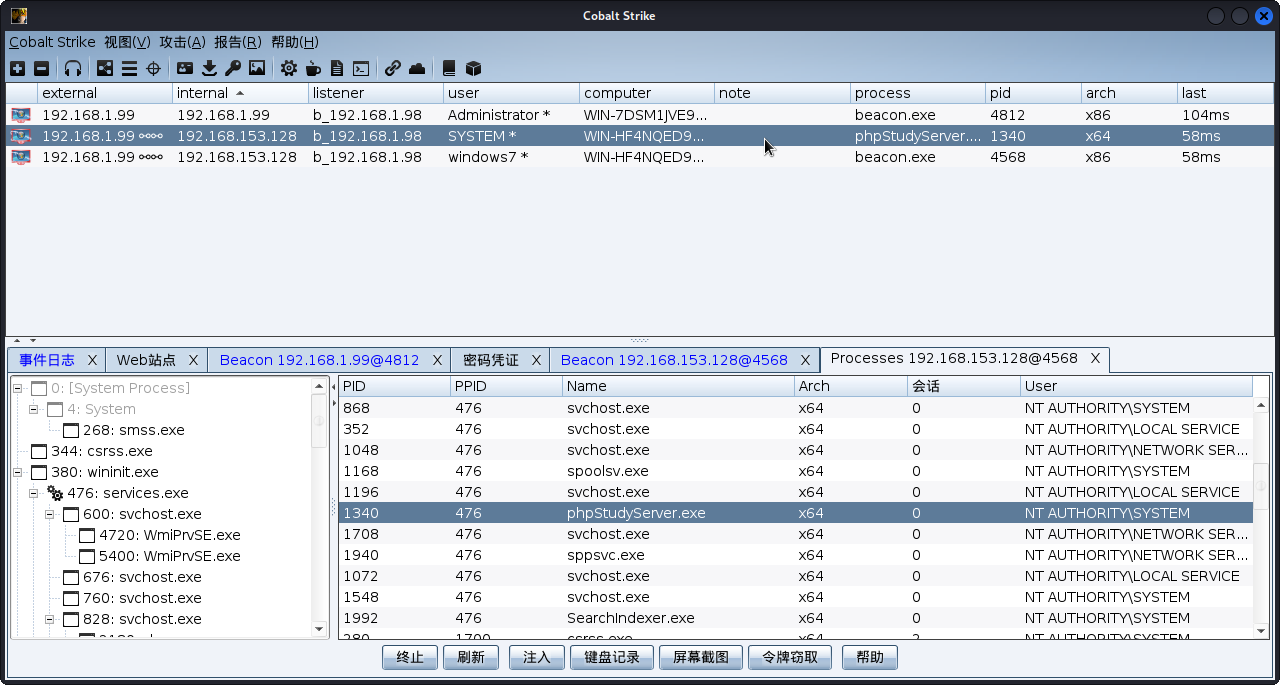 Cobalt Strike
Cobalt Strike 视图(V) 攻击(A) 报告(R) 帮助(H)
external internal listener user computer note process pid arch last
192.168.1.99 192.168.1.99 b_192.168.1.98 Administrator * WIN-7DSM1JVE9... beacon.exe 4812 x86 104ms
192.168.1.99 192.168.153.128 b_192.168.1.98 SYSTEM * WIN-HF4NQED9... phpStudyServer.... 1340 x64 58ms
192.168.1.99 192.168.153.128 b_192.168.1.98 windows7 * WIN-HF4NQED9... beacon.exe 4568 x86 58ms
事件日志 X Web站点 X Beacon 192.168.1.99@4812 X 密码凭证 X Beacon 192.168.153.128@4568 X Processes 192.168.153.128@4568 X
0: [System Process]
4: System
268: smss.exe
344: csrss.exe
380: wininit.exe
476: services.exe
600: svchost.exe
4720: WmiPrvSE.exe
5400: WmiPrvSE.exe
676: svchost.exe
760: svchost.exe
828: svchost.exe
PID PPID Name Arch 会话 User
868 476 svchost.exe x64 0 NT AUTHORITY\SYSTEM
352 476 svchost.exe x64 0 NT AUTHORITY\LOCAL SERVICE
1048 476 svchost.exe x64 0 NT AUTHORITY\NETWORK SER...
1168 476 spoolsv.exe x64 0 NT AUTHORITY\SYSTEM
1196 476 svchost.exe x64 0 NT AUTHORITY\LOCAL SERVICE
1340 476 phpStudyServer.exe x64 0 NT AUTHORITY\SYSTEM
1708 476 svchost.exe x64 0 NT AUTHORITY\NETWORK SER...
1940 476 sppsvc.exe x64 0 NT AUTHORITY\NETWORK SER...
1072 476 svchost.exe x64 0 NT AUTHORITY\LOCAL SERVICE
1548 476 svchost.exe x64 0 NT AUTHORITY\SYSTEM
1992 476 SearchIndexer.exe x64 0 NT AUTHORITY\SYSTEM
280 1700 csrss.exe x64 2 NT AUTHORITY\SYSTEM
终止 刷新 注入 键盘记录 屏幕截图 令牌窃取 帮助